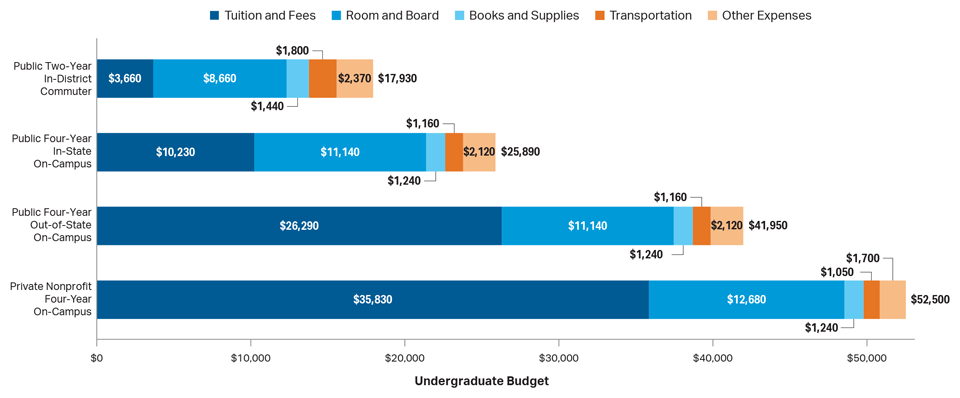 Tuition and Fees Room and Board Books and Supplies Transportation Other Expenses
$1,800
Public Two-Year
In-District
Commuter
$3,660 $8,660 $2,370 $17,930
$1,440
$1,160
Public Four-Year
In-State
On-Campus
$10,230 $11,140 $2,120 $25,890
$1,240
$1,160
Public Four-Year
Out-of-State
On-Campus
$26,290 $11,140 $2,120 $41,950
$1,240
$1,700
$1,050
Private Nonprofit
Four-Year
On-Campus
$35,830 $12,680 $52,500
$1,240
$0 $10,000 $20,000 $30,000 $40,000 $50,000
Undergraduate Budget